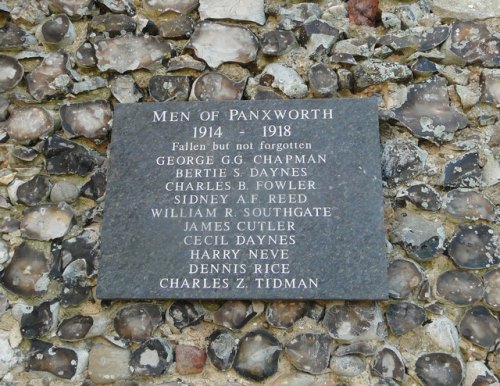 MEN OF PANXWORTH
1914 - 1918
Fallen but not forgotten
GEORGE G.G. CHAPMAN
BERTIE S. DAYNES
CHARLES B. FOWLER
SIDNEY A.F. REED
WILLIAM R. SOUTHGATE
JAMES CUTLER
CECIL DAYNES
HARRY NEVE
DENNIS RICE
CHARLES Z. TIDMAN